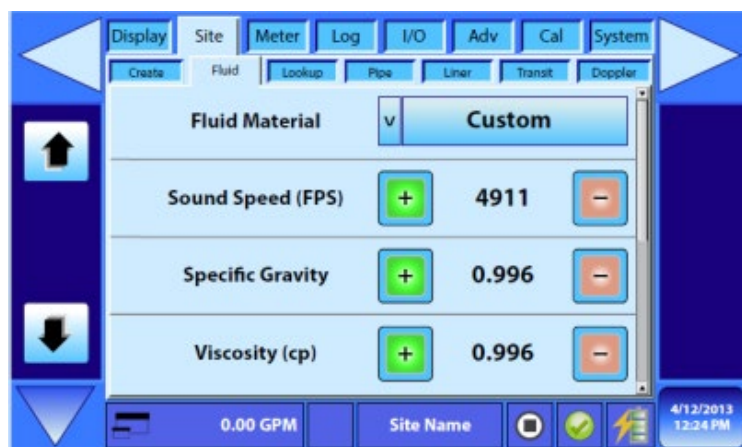 Display Site Meter Log I/O Adv Cal System
Create Fluid Lookup Pipe Liner Transit Doppler
Fluid Material v Custom
Sound Speed (FPS) + 4911 −
Specific Gravity + 0.996 −
Viscosity (cp) + 0.996 −
0.00 GPM Site Name 4/12/2013
12:24 PM